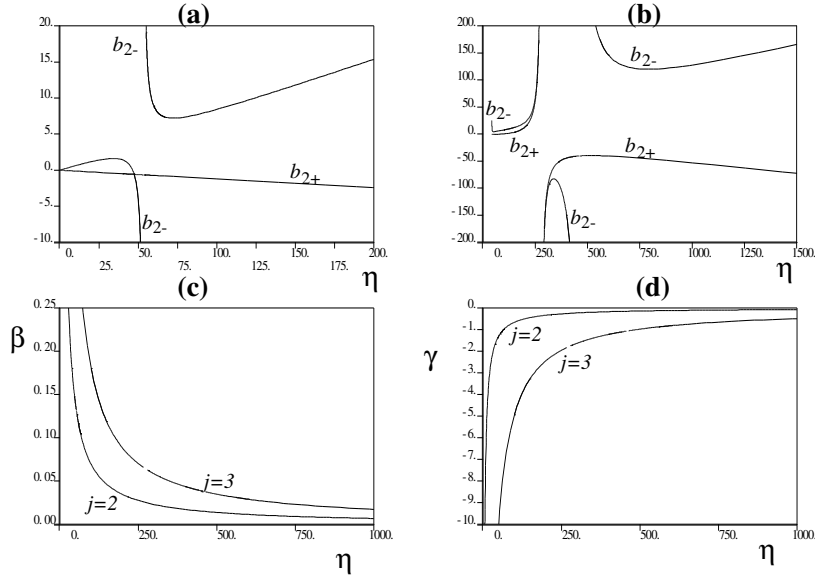 (a)
20.
15.
10.
5.
0.
-5.
-10.
b2-
b2+
b2-
0. 50. 100. 150. 200.
25. 75. 125. 175.
η
(b)
200.
150.
100.
50.
0.
-50.
-100.
-150.
-200.
b2-
b2-
b2+
b2+
b2-
0. 250. 500. 750. 1000. 1250. 1500.
η
(c)
β
0.25
0.20
0.15
0.10
0.05
0.00
j=3
j=2
0. 250. 500. 750. 1000.
η
(d)
γ
0.
-1.
-2.
-3.
-4.
-5.
-6.
-7.
-8.
-9.
-10.
j=2
j=3
0. 250. 500. 750. 1000.
η